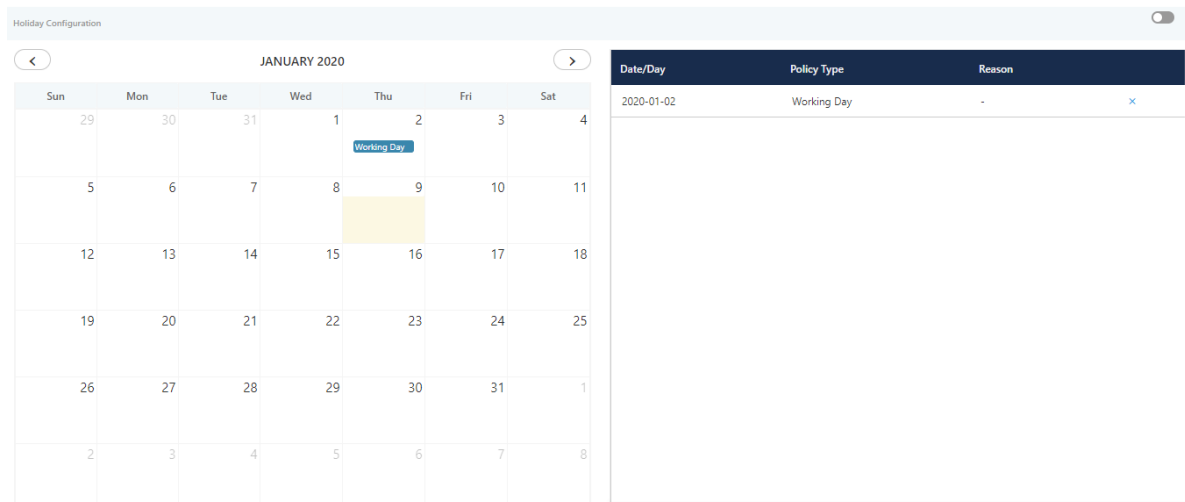 Holiday Configuration
JANUARY 2020
Sun Mon Tue Wed Thu Fri Sat
29 30 31 1 2 3 4
Working Day
5 6 7 8 9 10 11
12 13 14 15 16 17 18
19 20 21 22 23 24 25
26 27 28 29 30 31 1
2 3 4 5 6 7 8
Date/Day Policy Type Reason
2020-01-02 Working Day - ×